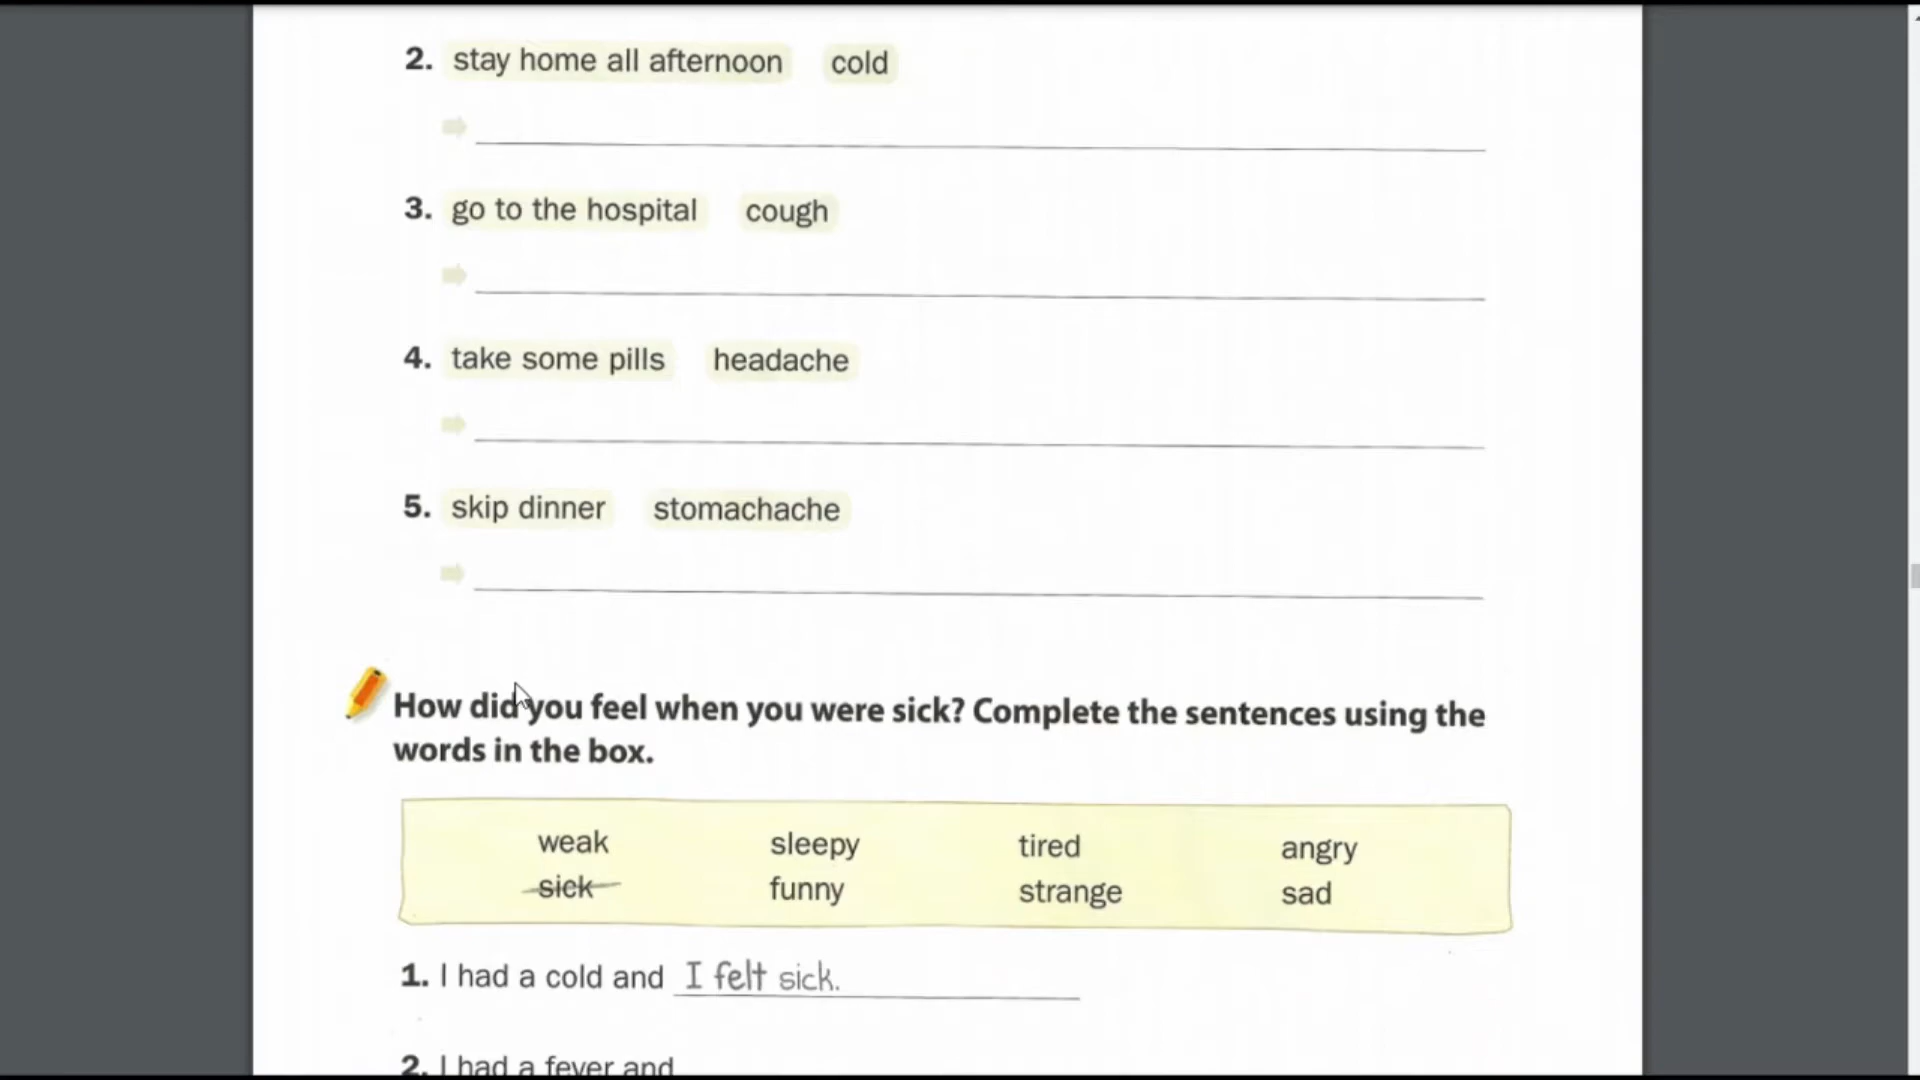 2. stay home all afternoon cold
3. go to the hospital cough
4. take some pills headache
5. skip dinner stomachache
How did you feel when you were sick? Complete the sentences using the
words in the box.
weak sleepy tired angry
sick funny strange sad
1. I had a cold and I felt sick.
2. I had a fever and